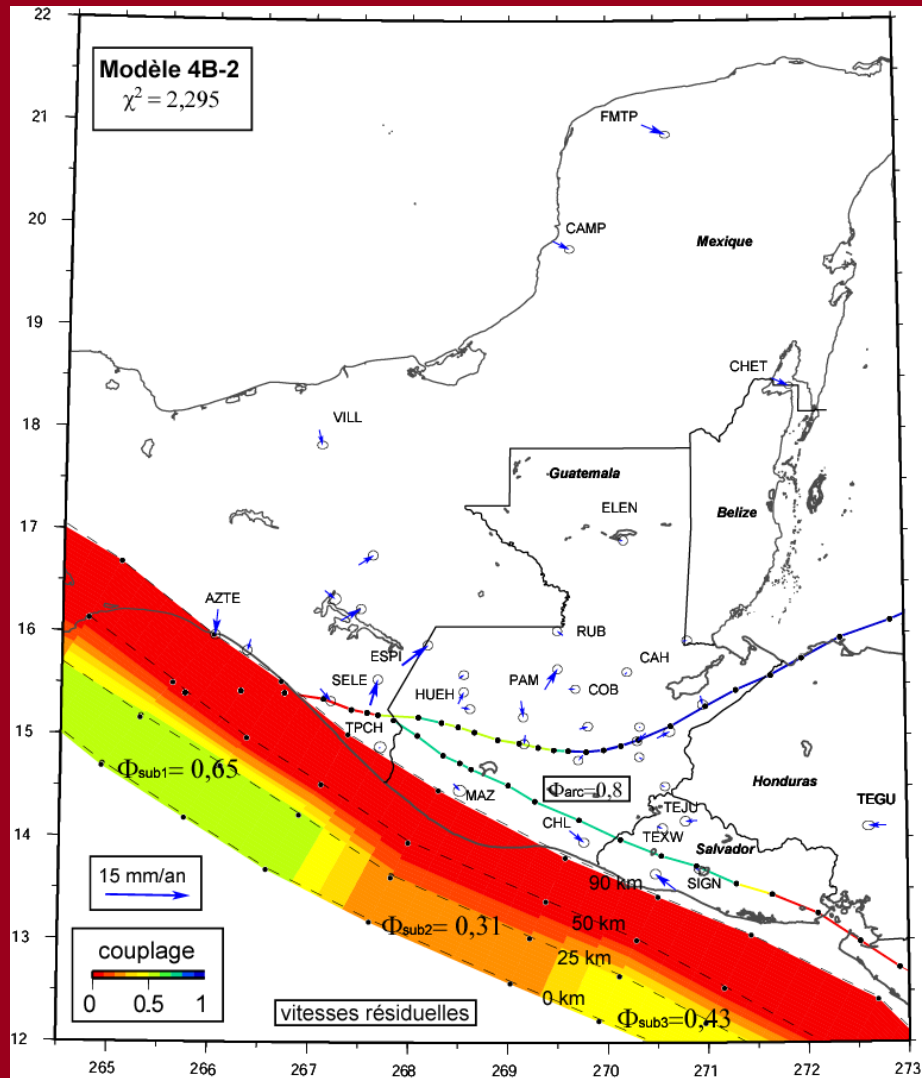 22
Modèle 4B-2
χ² = 2,295
21
FMTP
20
CAMP
Mexique
19
CHET
18
VILL
Guatemala
ELEN
Belize
17
AZTE
16
RUB
ESPI
CAH
SELE
PAM
COB
HUEH
15
TPCH
Φsub1= 0,65
Φarc=0,8
Honduras
MAZ
TEJU
TEGU
14
CHL
TEXW
Salvador
15 mm/an
90 km
SIGN
13
50 km
Φsub2= 0,31
couplage
25 km
0 0.5 1
0 km
vitesses résiduelles
Φsub3=0,43
12
265 266 267 268 269 270 271 272 273